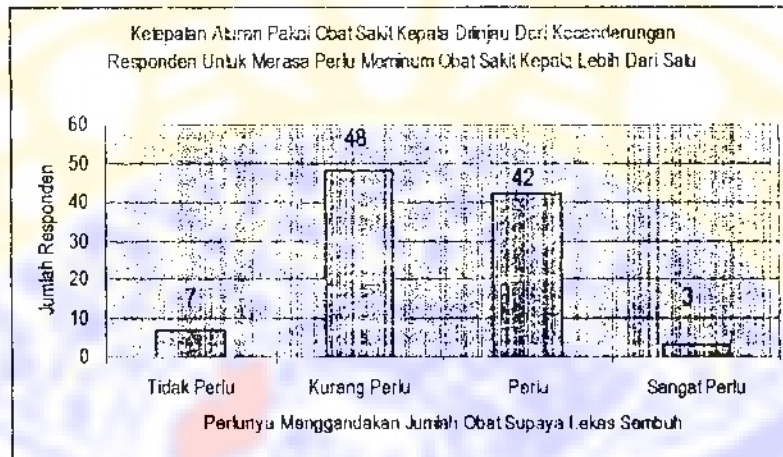 Ketepatan Aturan Pakai Obat Sakit Kepala Ditinjau Dari Kecenderungan
Responden Untuk Merasa Perlu Meminum Obat Sakit Kepala Lebih Dari Satu
60
50
40
30
20
10
0
Jumlah Responden
7
48
42
3
Tidak Perlu
Kurang Perlu
Perlu
Sangat Perlu
Perlunya Menggandakan Jumlah Obat Supaya Lekas Sembuh